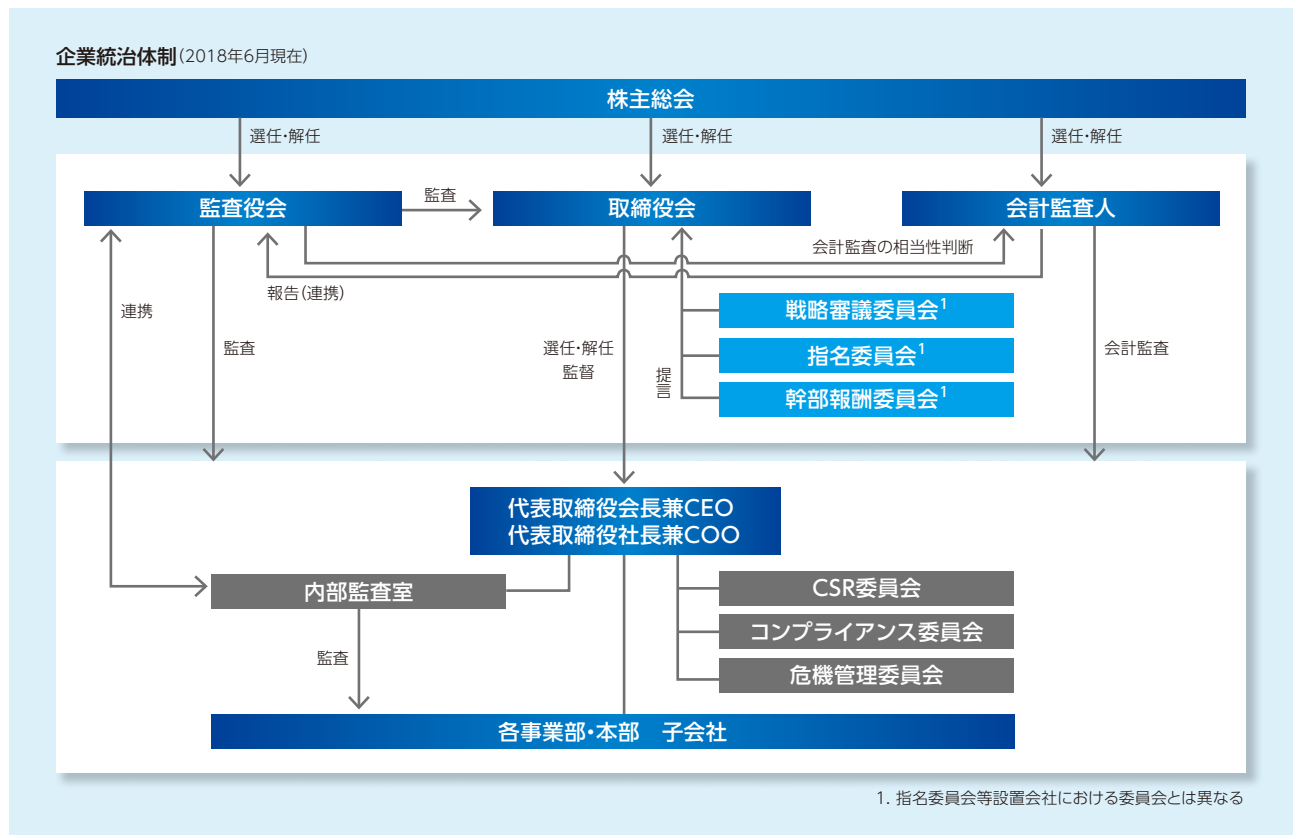 企業統治体制(2018年6月現在)
株主総会
選任・解任
選任・解任
選任・解任
監査役会
監査
取締役会
会計監査人
会計監査の相当性判断
報告(連携)
連携
監査
選任・解任
監督
提言
戦略審議委員会1
指名委員会1
幹部報酬委員会1
会計監査
代表取締役会長兼CEO
代表取締役社長兼COO
内部監査室
CSR委員会
コンプライアンス委員会
危機管理委員会
監査
各事業部・本部 子会社
1. 指名委員会等設置会社における委員会とは異なる